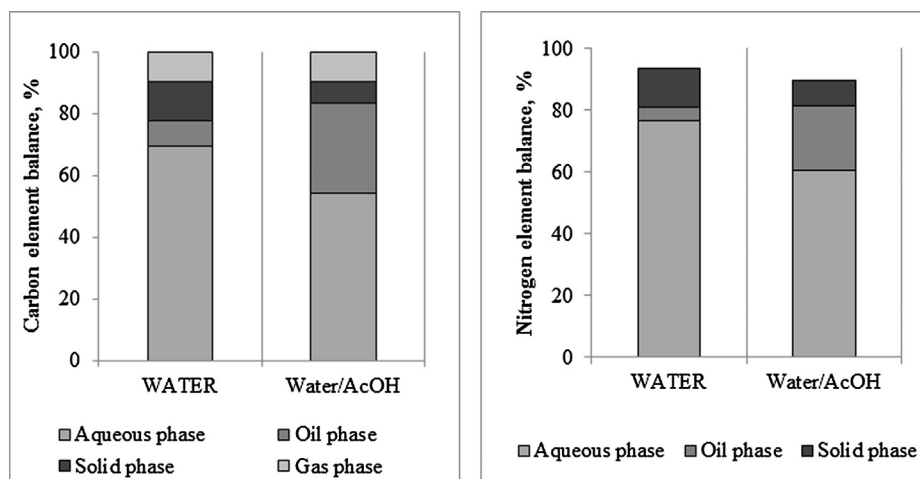 Carbon element balance, %
100
80
60
40
20
0
WATER
Water/AcOH
Aqueous phase
Oil phase
Solid phase
Gas phase
Nitrogen element balance, %
100
80
60
40
20
0
WATER
Water/AcOH
Aqueous phase
Oil phase
Solid phase